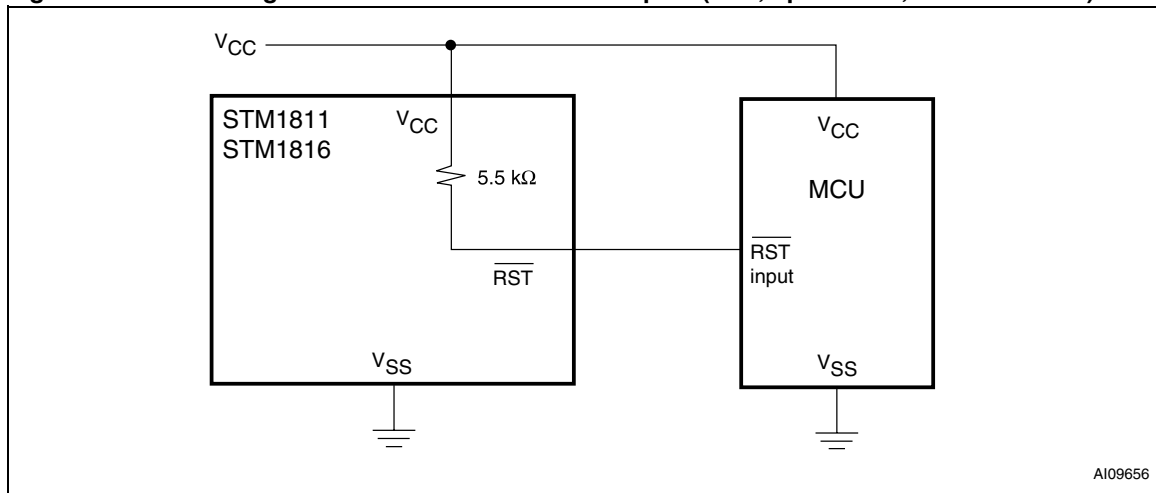 VCC
STM1811
STM1816
VCC
5.5 kΩ
RST
VSS
VCC
MCU
RST
input
VSS
AI09656